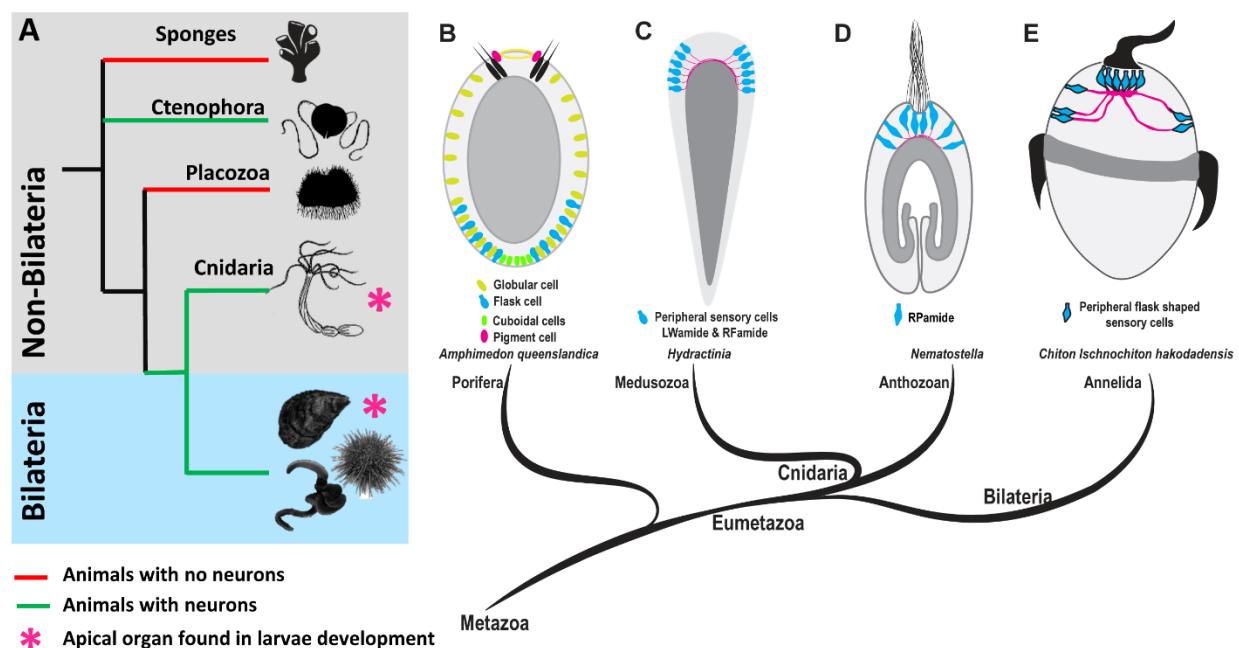 A
Sponges
Ctenophora
Placozoa
Cnidaria
Non-Bilateria
Bilateria
Animals with no neurons
Animals with neurons
Apical organ found in larvae development
B
C
D
E
Globular cell
Flask cell
Cuboidal cells
Pigment cell
Amphimedon queenslandica
Peripheral sensory cells
LWamide & RFamide
Hydractinia
RPamide
Nematostella
Peripheral flask shaped
sensory cells
Chiton Ischnochiton hakodadensis
Porifera
Medusozoa
Anthozoan
Annelida
Cnidaria
Bilateria
Eumetazoa
Metazoa